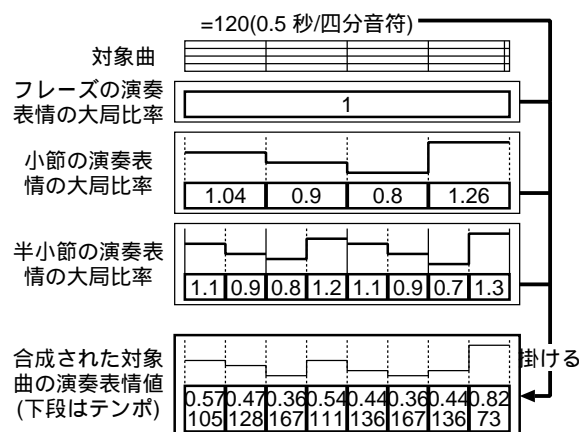 =120(0.5 秒/四分音符)
対象曲
フレーズの演奏
表情の大局比率
1
小節の演奏表
情の大局比率
1.04 0.9 0.8 1.26
半小節の演奏表
情の大局比率
1.1 0.9 0.8 1.2 1.1 0.9 0.7 1.3
合成された対象
曲の演奏表情値
(下段はテンポ)
掛ける
0.57 0.47 0.36 0.54 0.44 0.36 0.44 0.82
105 128 167 111 136 167 136 73